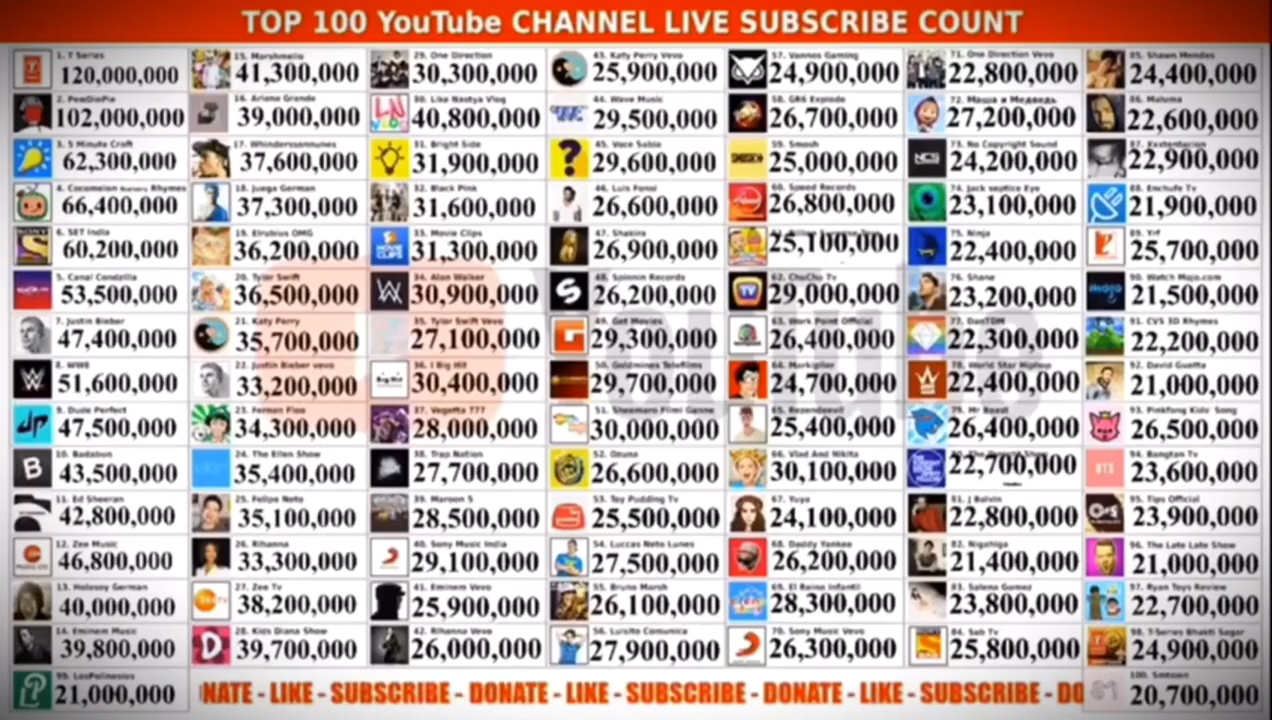 TOP 100 YouTube CHANNEL LIVE SUBSCRIBE COUNT
1. T Series
120,000,000
2. PewDiePie
102,000,000
3. 5 Minute Craft
62,300,000
4. Cocomelon Nursery Rhymes
66,400,000
6. SET India
60,200,000
5. Canal Condzilla
53,500,000
7. Justin Bieber
47,400,000
8. WWE
51,600,000
9. Dude Perfect
47,500,000
10. Badabun
43,500,000
11. Ed Sheeran
42,800,000
12. Zee Music
46,800,000
13. Holasoy German
40,000,000
14. Eminem Music
39,800,000
99. LosPolinesios
21,000,000
15. Marshmello
41,300,000
16. Ariana Grande
39,000,000
17. Whinderssonnunes
37,600,000
18. Juega German
37,300,000
19. Elrubius OMG
36,200,000
20. Tylor Swift
36,500,000
21. Katy Perry
35,700,000
22. Justin Bieber vevo
33,200,000
23. Fernan Floo
34,300,000
24. The Ellen Show
35,400,000
25. Felipe Neto
35,100,000
26. Rihanna
33,300,000
27. Zee Tv
38,200,000
28. Kids Diana Show
39,700,000
29. One Direction
30,300,000
30. Like Nastya Vlog
40,800,000
31. Bright Side
31,900,000
32. Black Pink
31,600,000
33. Movie Clips
31,300,000
34. Alan Walker
30,900,000
35. Tylor Swift Vevo
27,100,000
36. I Big Hit
30,400,000
37. Vegetta 777
28,000,000
38. Trap Nation
27,700,000
39. Maroon 5
28,500,000
40. Sony Music India
29,100,000
41. Eminem Vevo
25,900,000
42. Rihanna Vevo
26,000,000
43. Katy Perry Vevo
25,900,000
44. Wave Music
29,500,000
45. Voce Sabia
29,600,000
46. Luis Fonsi
26,600,000
47. Shakira
26,900,000
48. Spinnin Records
26,200,000
49. Get Movies
29,300,000
50. Goldmines Telefilms
29,700,000
51. Shemaroo Filmi Ganne
30,000,000
52. Ozuna
26,600,000
53. Toy Pudding Tv
25,500,000
54. Luccas Neto Lunes
27,500,000
55. Bruno Marsh
26,100,000
56. Luisito Comunica
27,900,000
57. Vannos Gaming
24,900,000
58. GR6 Explode
26,700,000
59. Smosh
25,000,000
60. Speed Records
26,800,000
25,100,000
62. ChuChu Tv
29,000,000
63. Work Point Official
26,400,000
64. Markiplier
24,700,000
65. Rezendeevil
25,400,000
66. Vlad And Nikita
30,100,000
67. Yuya
24,100,000
68. Daddy Yankee
26,200,000
69. El Reino Infantil
28,300,000
70. Sony Music Vevo
26,300,000
71. One Direction Vevo
22,800,000
72. Маша и Медведь
27,200,000
73. No Copyright Sound
24,200,000
74. Jack septice Eye
23,100,000
75. Ninja
22,400,000
76. Shane
23,200,000
77. DanTDM
22,300,000
78. World Star Hiphop
22,400,000
79. Mr Beast
26,400,000
22,700,000
81. J Balvin
22,800,000
82. Nigahiga
21,400,000
83. Salena Gomez
23,800,000
84. Sab Tv
25,800,000
85. Shawn Mendes
24,400,000
86. Maluma
22,600,000
87. Xxxtentacion
22,900,000
88. Enchufe Tv
21,900,000
89. Yrf
25,700,000
90. Watch Mojo.com
21,500,000
91. CVS 3D Rhymes
22,200,000
92. David Guetta
21,000,000
93. Pinkfong Kids' Song
26,500,000
94. Bangtan Tv
23,600,000
95. Tips Official
23,900,000
96. The Late Late Show
21,000,000
97. Ryan Toys Review
22,700,000
98. T-Series Bhakti Sagar
24,900,000
100. Smtown
20,700,000
NATE - LIKE - SUBSCRIBE - DONATE - LIKE - SUBSCRIBE - DONATE - LIKE - SUBSCRIBE - DO